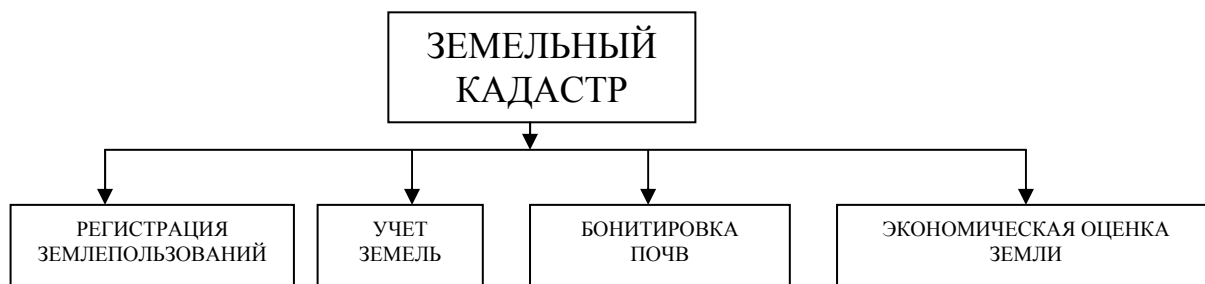 ЗЕМЕЛЬНЫЙ
КАДАСТР
РЕГИСТРАЦИЯ
ЗЕМЛЕПОЛЬЗОВАНИЙ
УЧЕТ
ЗЕМЕЛЬ
БОНИТИРОВКА
ПОЧВ
ЭКОНОМИЧЕСКАЯ ОЦЕНКА
ЗЕМЛИ